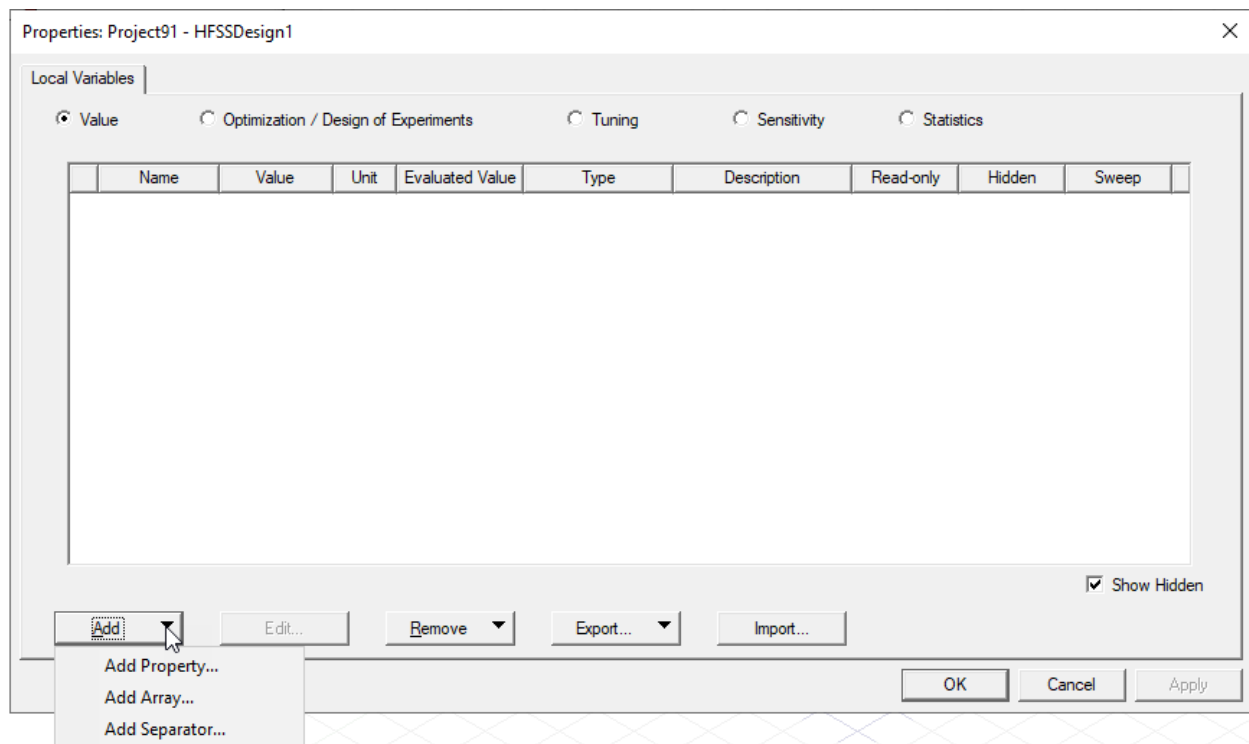 Properties: Project91 - HFSSDesign1
Local Variables
Value Optimization / Design of Experiments Tuning Sensitivity Statistics
Name Value Unit Evaluated Value Type Description Read-only Hidden Sweep
Show Hidden
Add Edit... Remove Export... Import...
Add Property...
OK Cancel Apply
Add Array...
Add Separator...